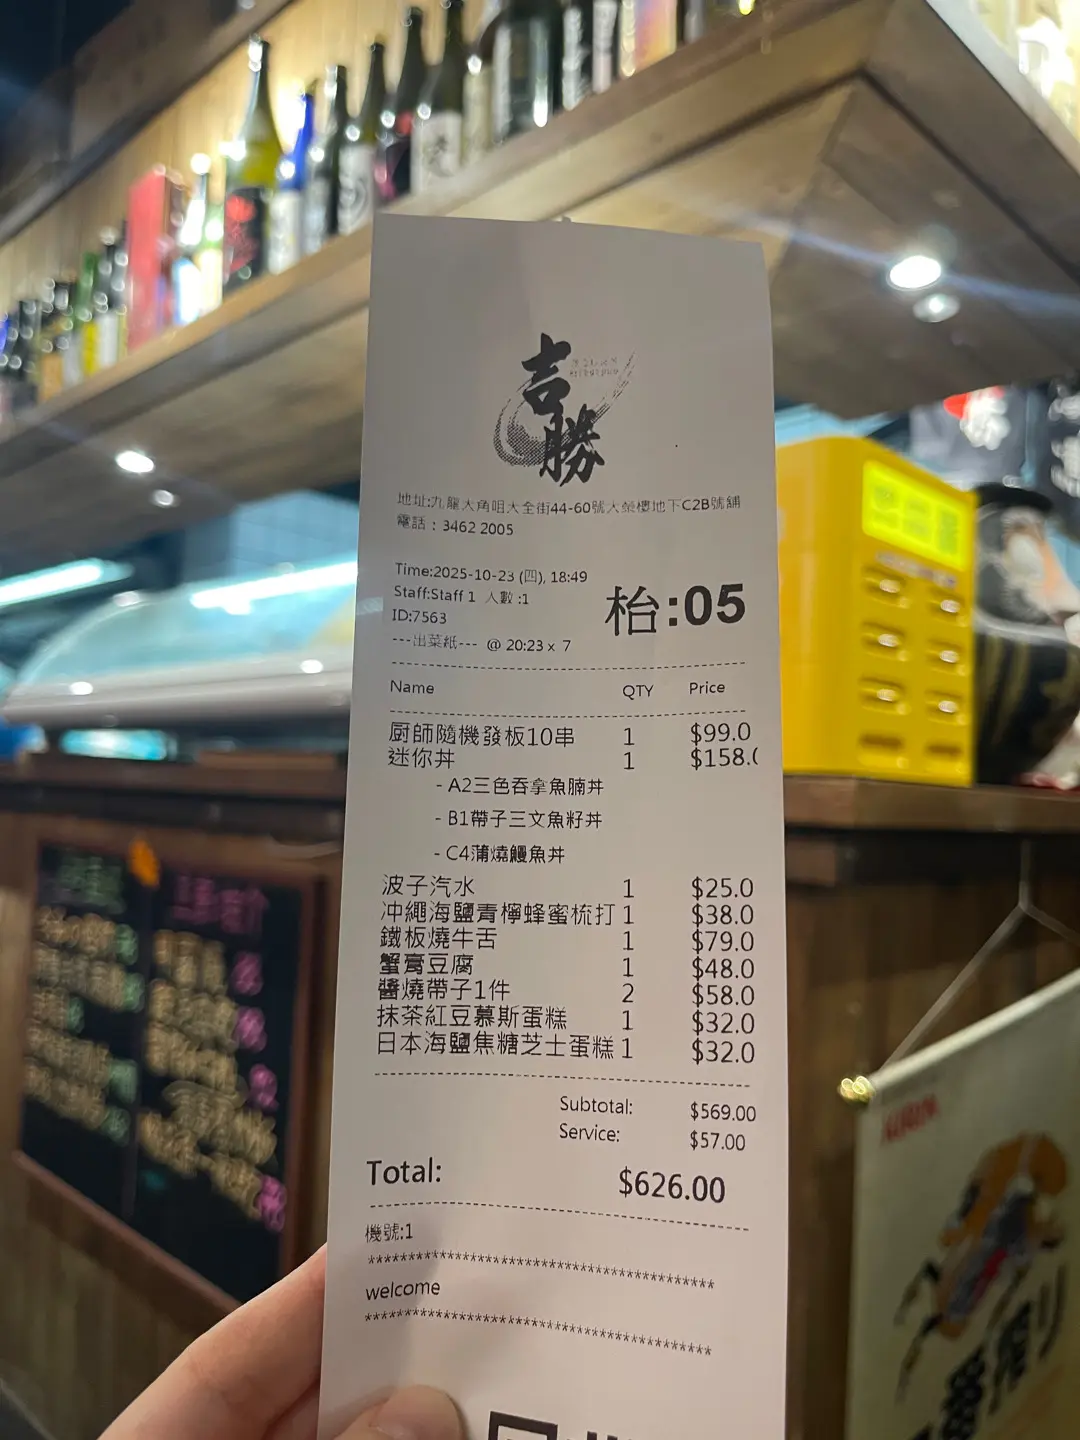 吉勝
地址:九龍大角咀大全街44-60號大榮樓地下C2B號舖
電話：3462 2005
Time:2025-10-23 (四), 18:49
Staff:Staff 1 人數:1
ID:7563
枱:05
---出菜紙--- @ 20:23 x 7
Name QTY Price
厨師隨機發板10串 1 $99.0
迷你丼 1 $158.0
- A2三色吞拿魚腩丼
- B1帶子三文魚籽丼
- C4蒲燒鰻魚丼
波子汽水 1 $25.0
冲繩海鹽青檸蜂蜜梳打 1 $38.0
鐵板燒牛舌 1 $79.0
蟹膏豆腐 1 $48.0
醬燒帶子1件 2 $58.0
抹茶紅豆慕斯蛋糕 1 $32.0
日本海鹽焦糖芝士蛋糕 1 $32.0
Subtotal: $569.00
Service: $57.00
Total: $626.00
機號:1
****************************************
welcome
****************************************
KIRIN
一番搾り